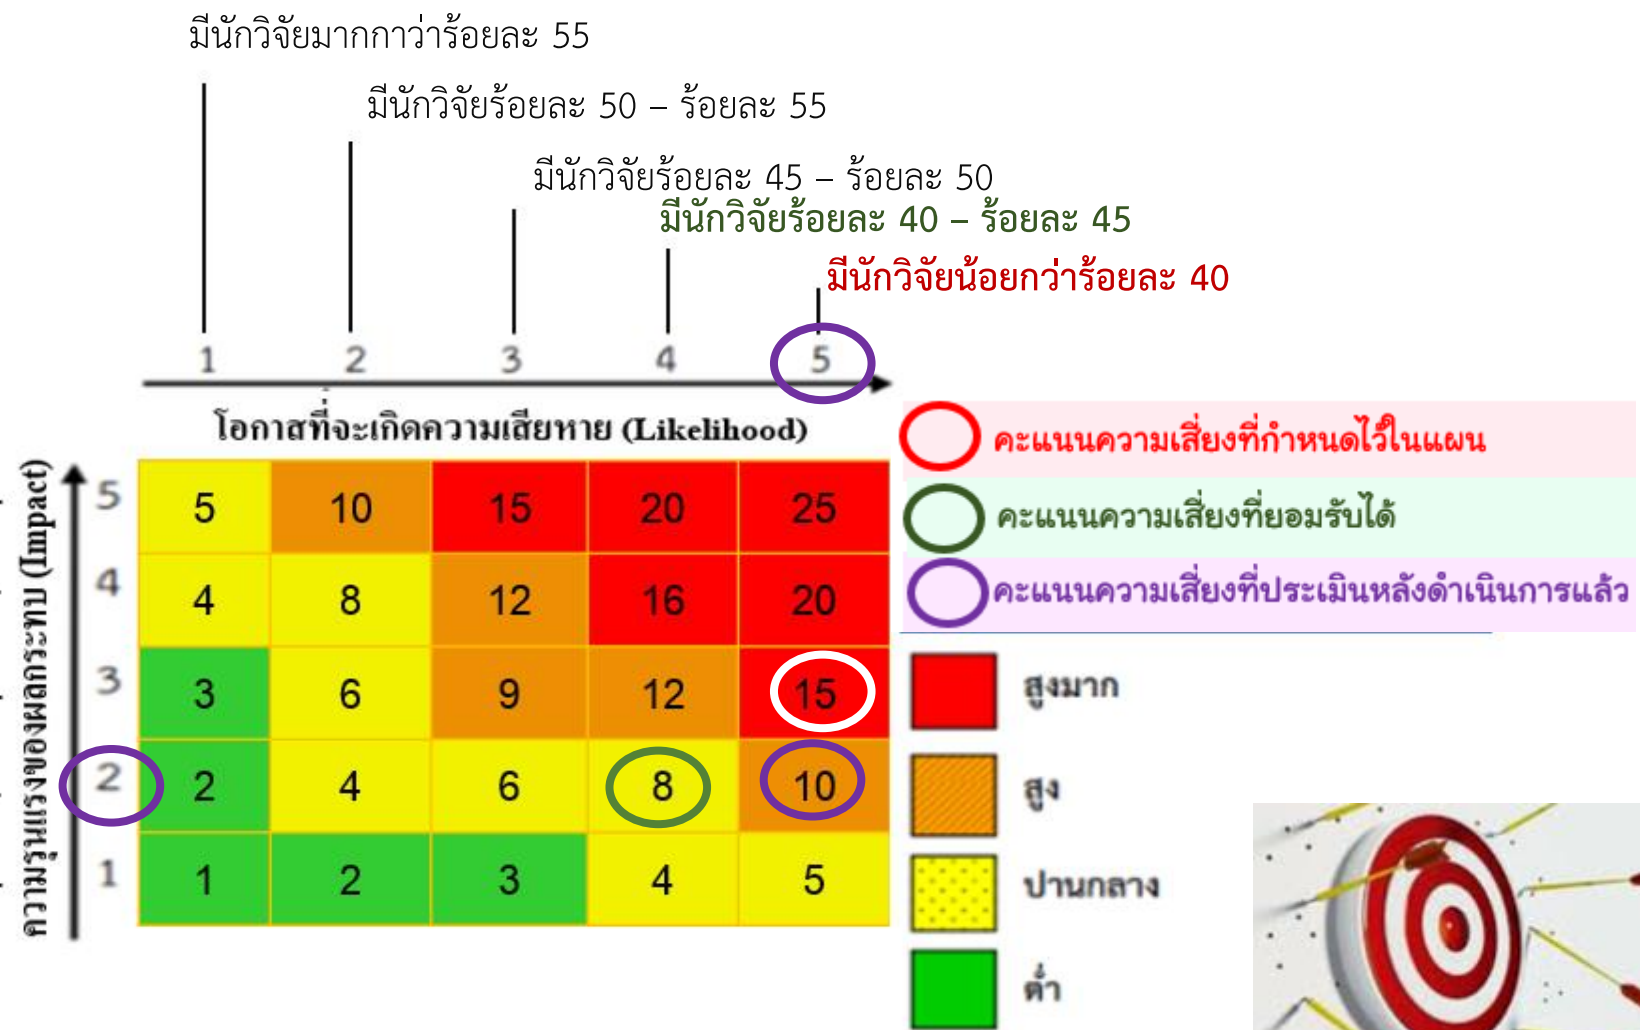 มีนักวิจัยมากกาว่าร้อยละ 55
มีนักวิจัยร้อยละ 50 – ร้อยละ 55
มีนักวิจัยร้อยละ 45 – ร้อยละ 50
มีนักวิจัยร้อยละ 40 – ร้อยละ 45
มีนักวิจัยน้อยกว่าร้อยละ 40
1 2 3 4 5
โอกาสที่จะเกิดความเสียหาย (Likelihood)
คะแนนความเสี่ยงที่กำหนดไว้ในแผน
คะแนนความเสี่ยงที่ยอมรับได้
คะแนนความเสี่ยงที่ประเมินหลังดำเนินการแล้ว
ความรุนแรงของผลกระทบ (Impact)
5 5 10 15 20 25
4 4 8 12 16 20
3 3 6 9 12 15
2 2 4 6 8 10
1 1 2 3 4 5
สูงมาก
สูง
ปานกลาง
ต่ำ